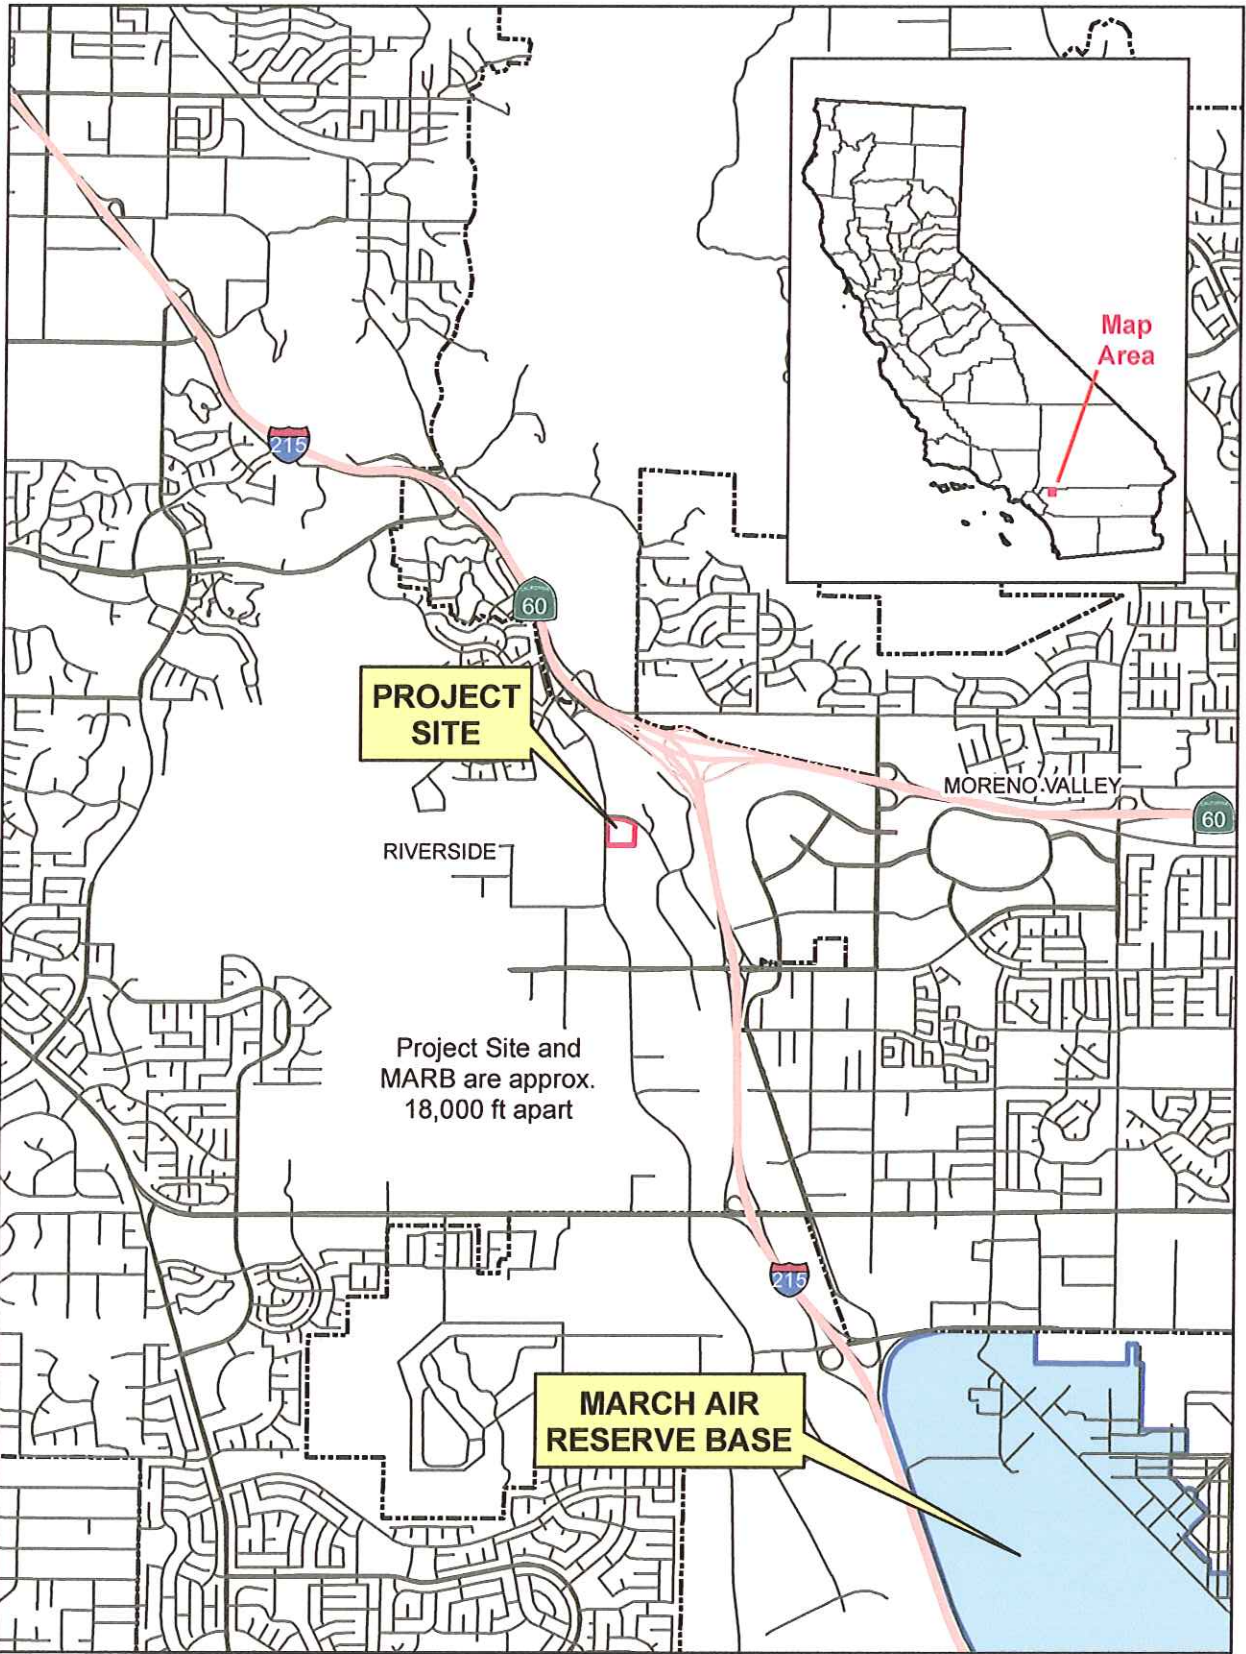 Map
Area
215
60
PROJECT
SITE
MORENO VALLEY
60
RIVERSIDE
Project Site and
MARB are approx.
18,000 ft apart
215
MARCH AIR
RESERVE BASE